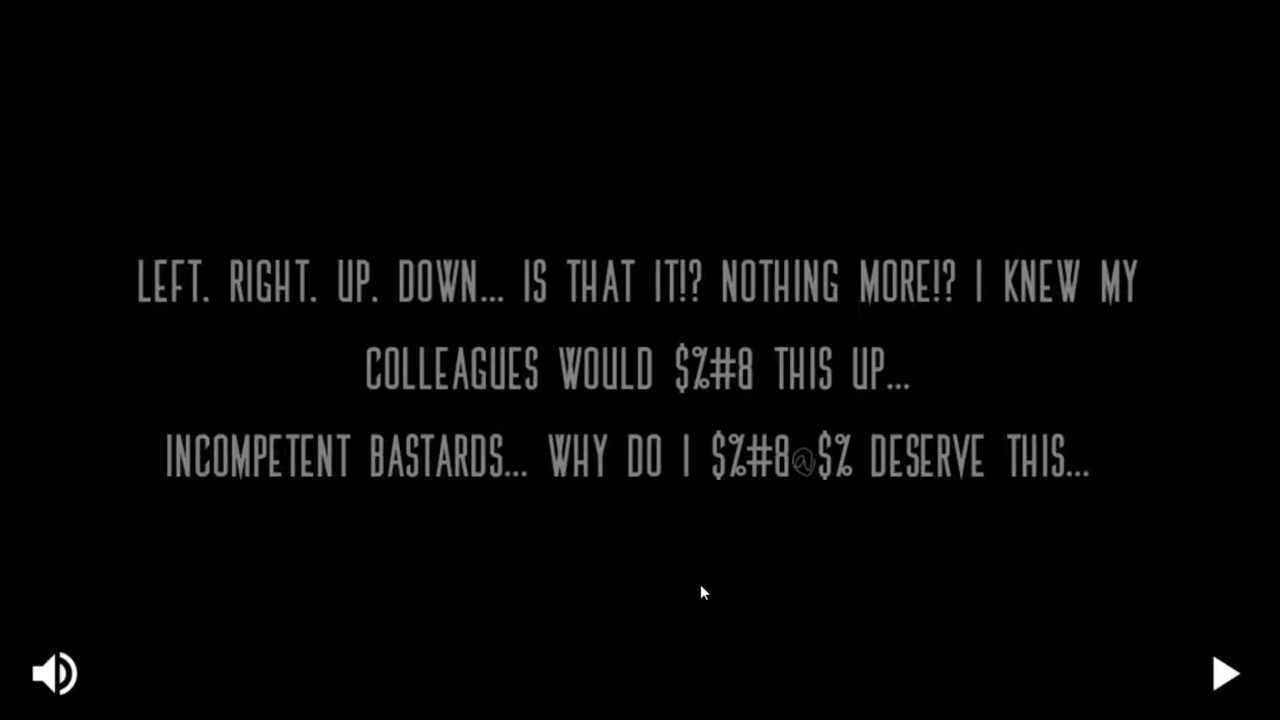 LEFT. RIGHT. UP. DOWN... IS THAT IT!? NOTHING MORE!? I KNEW MY
COLLEAGUES WOULD $%#8 THIS UP...
INCOMPETENT BASTARDS... WHY DO I $%#8@$% DESERVE THIS...